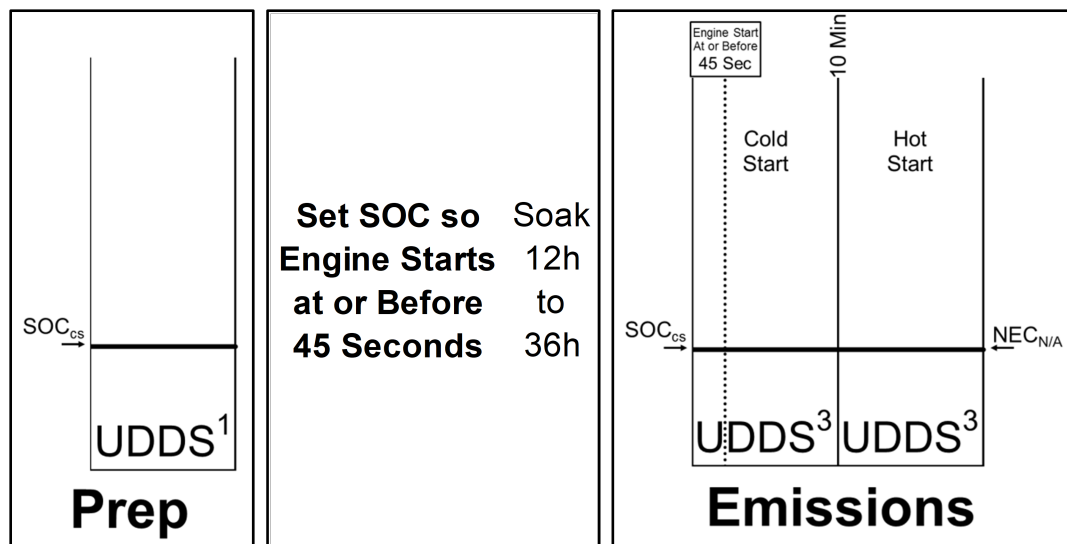 SOCcs
UDDS1
Prep
Set SOC so
Engine Starts
at or Before
45 Seconds
Soak
12h
to
36h
Engine Start
At or Before
45 Sec
10 Min
Cold
Start
Hot
Start
SOCcs
NECN/A
UDDS3
UDDS3
Emissions